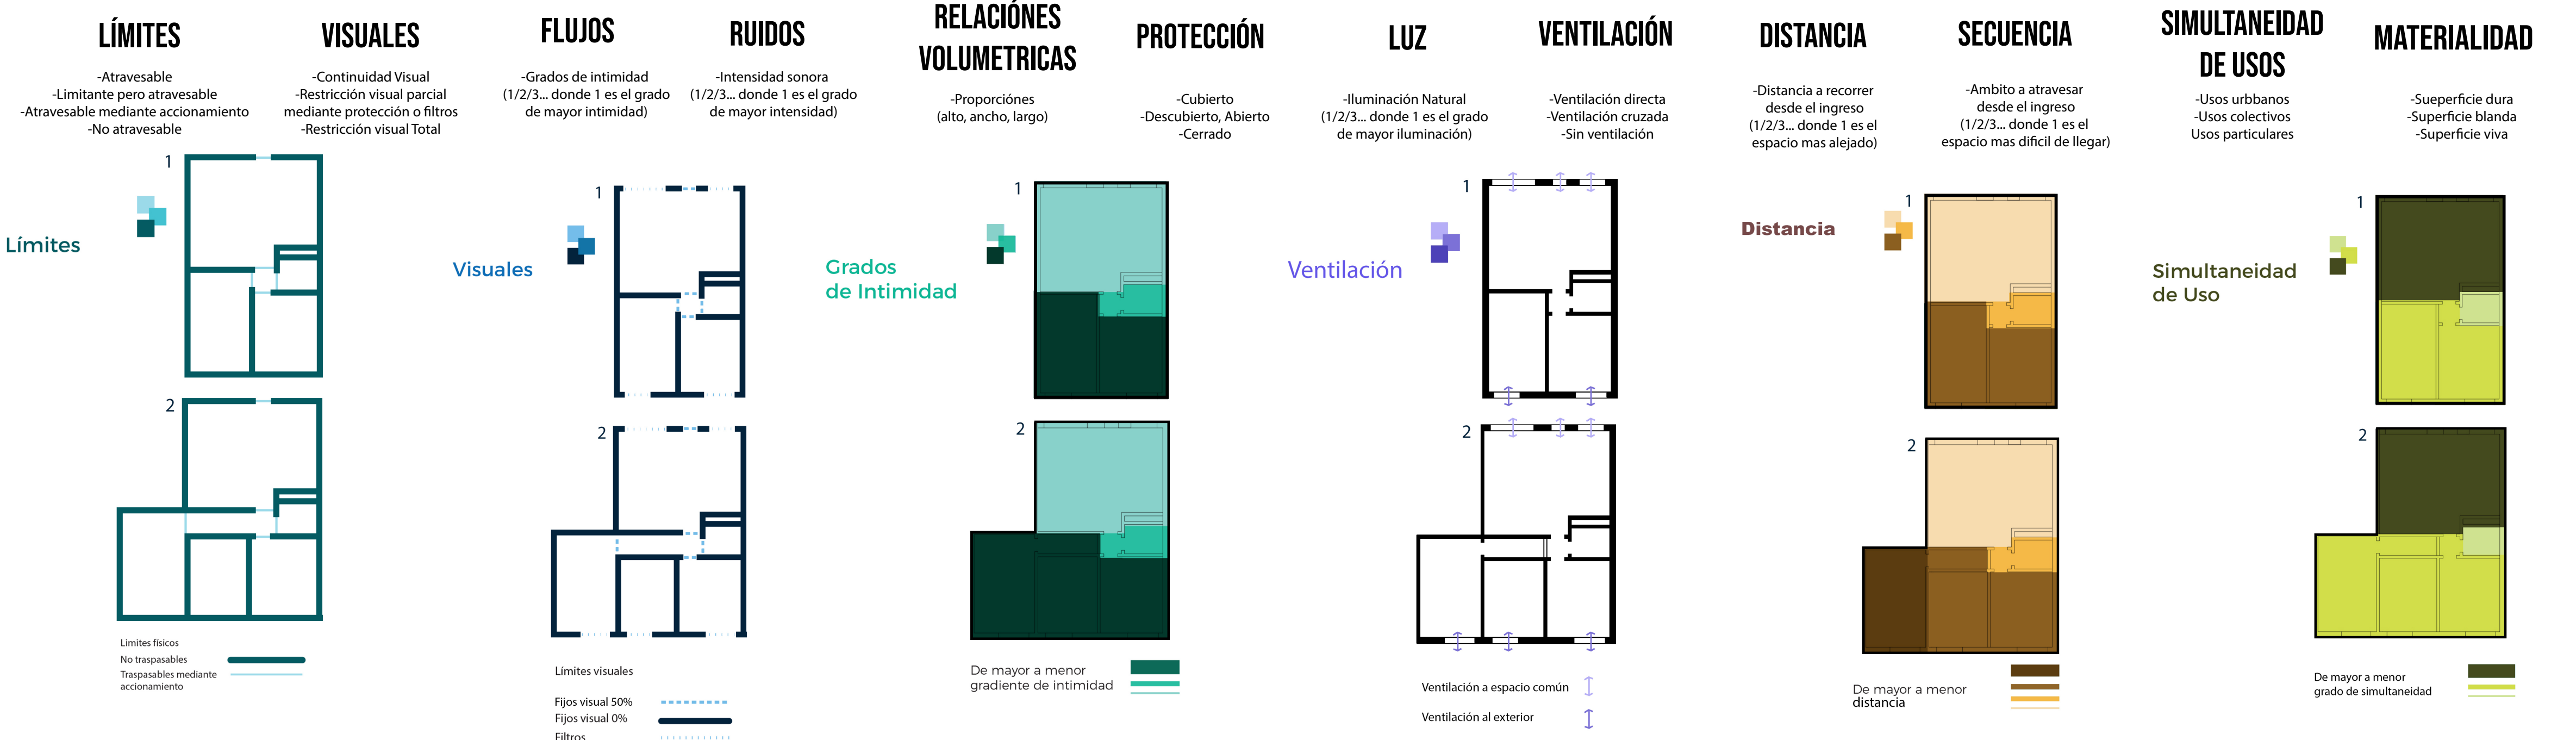 LÍMITES
-Atravesable
-Limitante pero atravesable
-Atravesable mediante accionamiento
-No atravesable
VISUALES
-Continuidad Visual
-Restricción visual parcial
mediante protección o filtros
-Restricción visual Total
FLUJOS
-Grados de intimidad
(1/2/3... donde 1 es el grado
de mayor intimidad)
RUIDOS
-Intensidad sonora
(1/2/3... donde 1 es el grado
de mayor intensidad)
RELACIÓNES
VOLUMETRICAS
-Proporciónes
(alto, ancho, largo)
PROTECCIÓN
-Cubierto
-Descubierto, Abierto
-Cerrado
LUZ
-Iluminación Natural
(1/2/3... donde 1 es el grado
de mayor iluminación)
VENTILACIÓN
-Ventilación directa
-Ventilación cruzada
-Sin ventilación
DISTANCIA
-Distancia a recorrer
desde el ingreso
(1/2/3... donde 1 es el
espacio mas alejado)
SECUENCIA
-Ambito a atravesar
desde el ingreso
(1/2/3... donde 1 es el
espacio mas dificil de llegar)
SIMULTANEIDAD
DE USOS
-Usos urbbanos
-Usos colectivos
Usos particulares
MATERIALIDAD
-Sueperficie dura
-Superficie blanda
-Superficie viva
Límites
1
2
Limites físicos
No traspasables
Traspasables mediante
accionamiento
Visuales
1
2
Límites visuales
Fijos visual 50%
Fijos visual 0%
Filtros
Grados
de Intimidad
1
2
De mayor a menor
gradiente de intimidad
Ventilación
1
2
Ventilación a espacio común
Ventilación al exterior
Distancia
1
2
De mayor a menor
distancia
Simultaneidad
de Uso
1
2
De mayor a menor
grado de simultaneidad